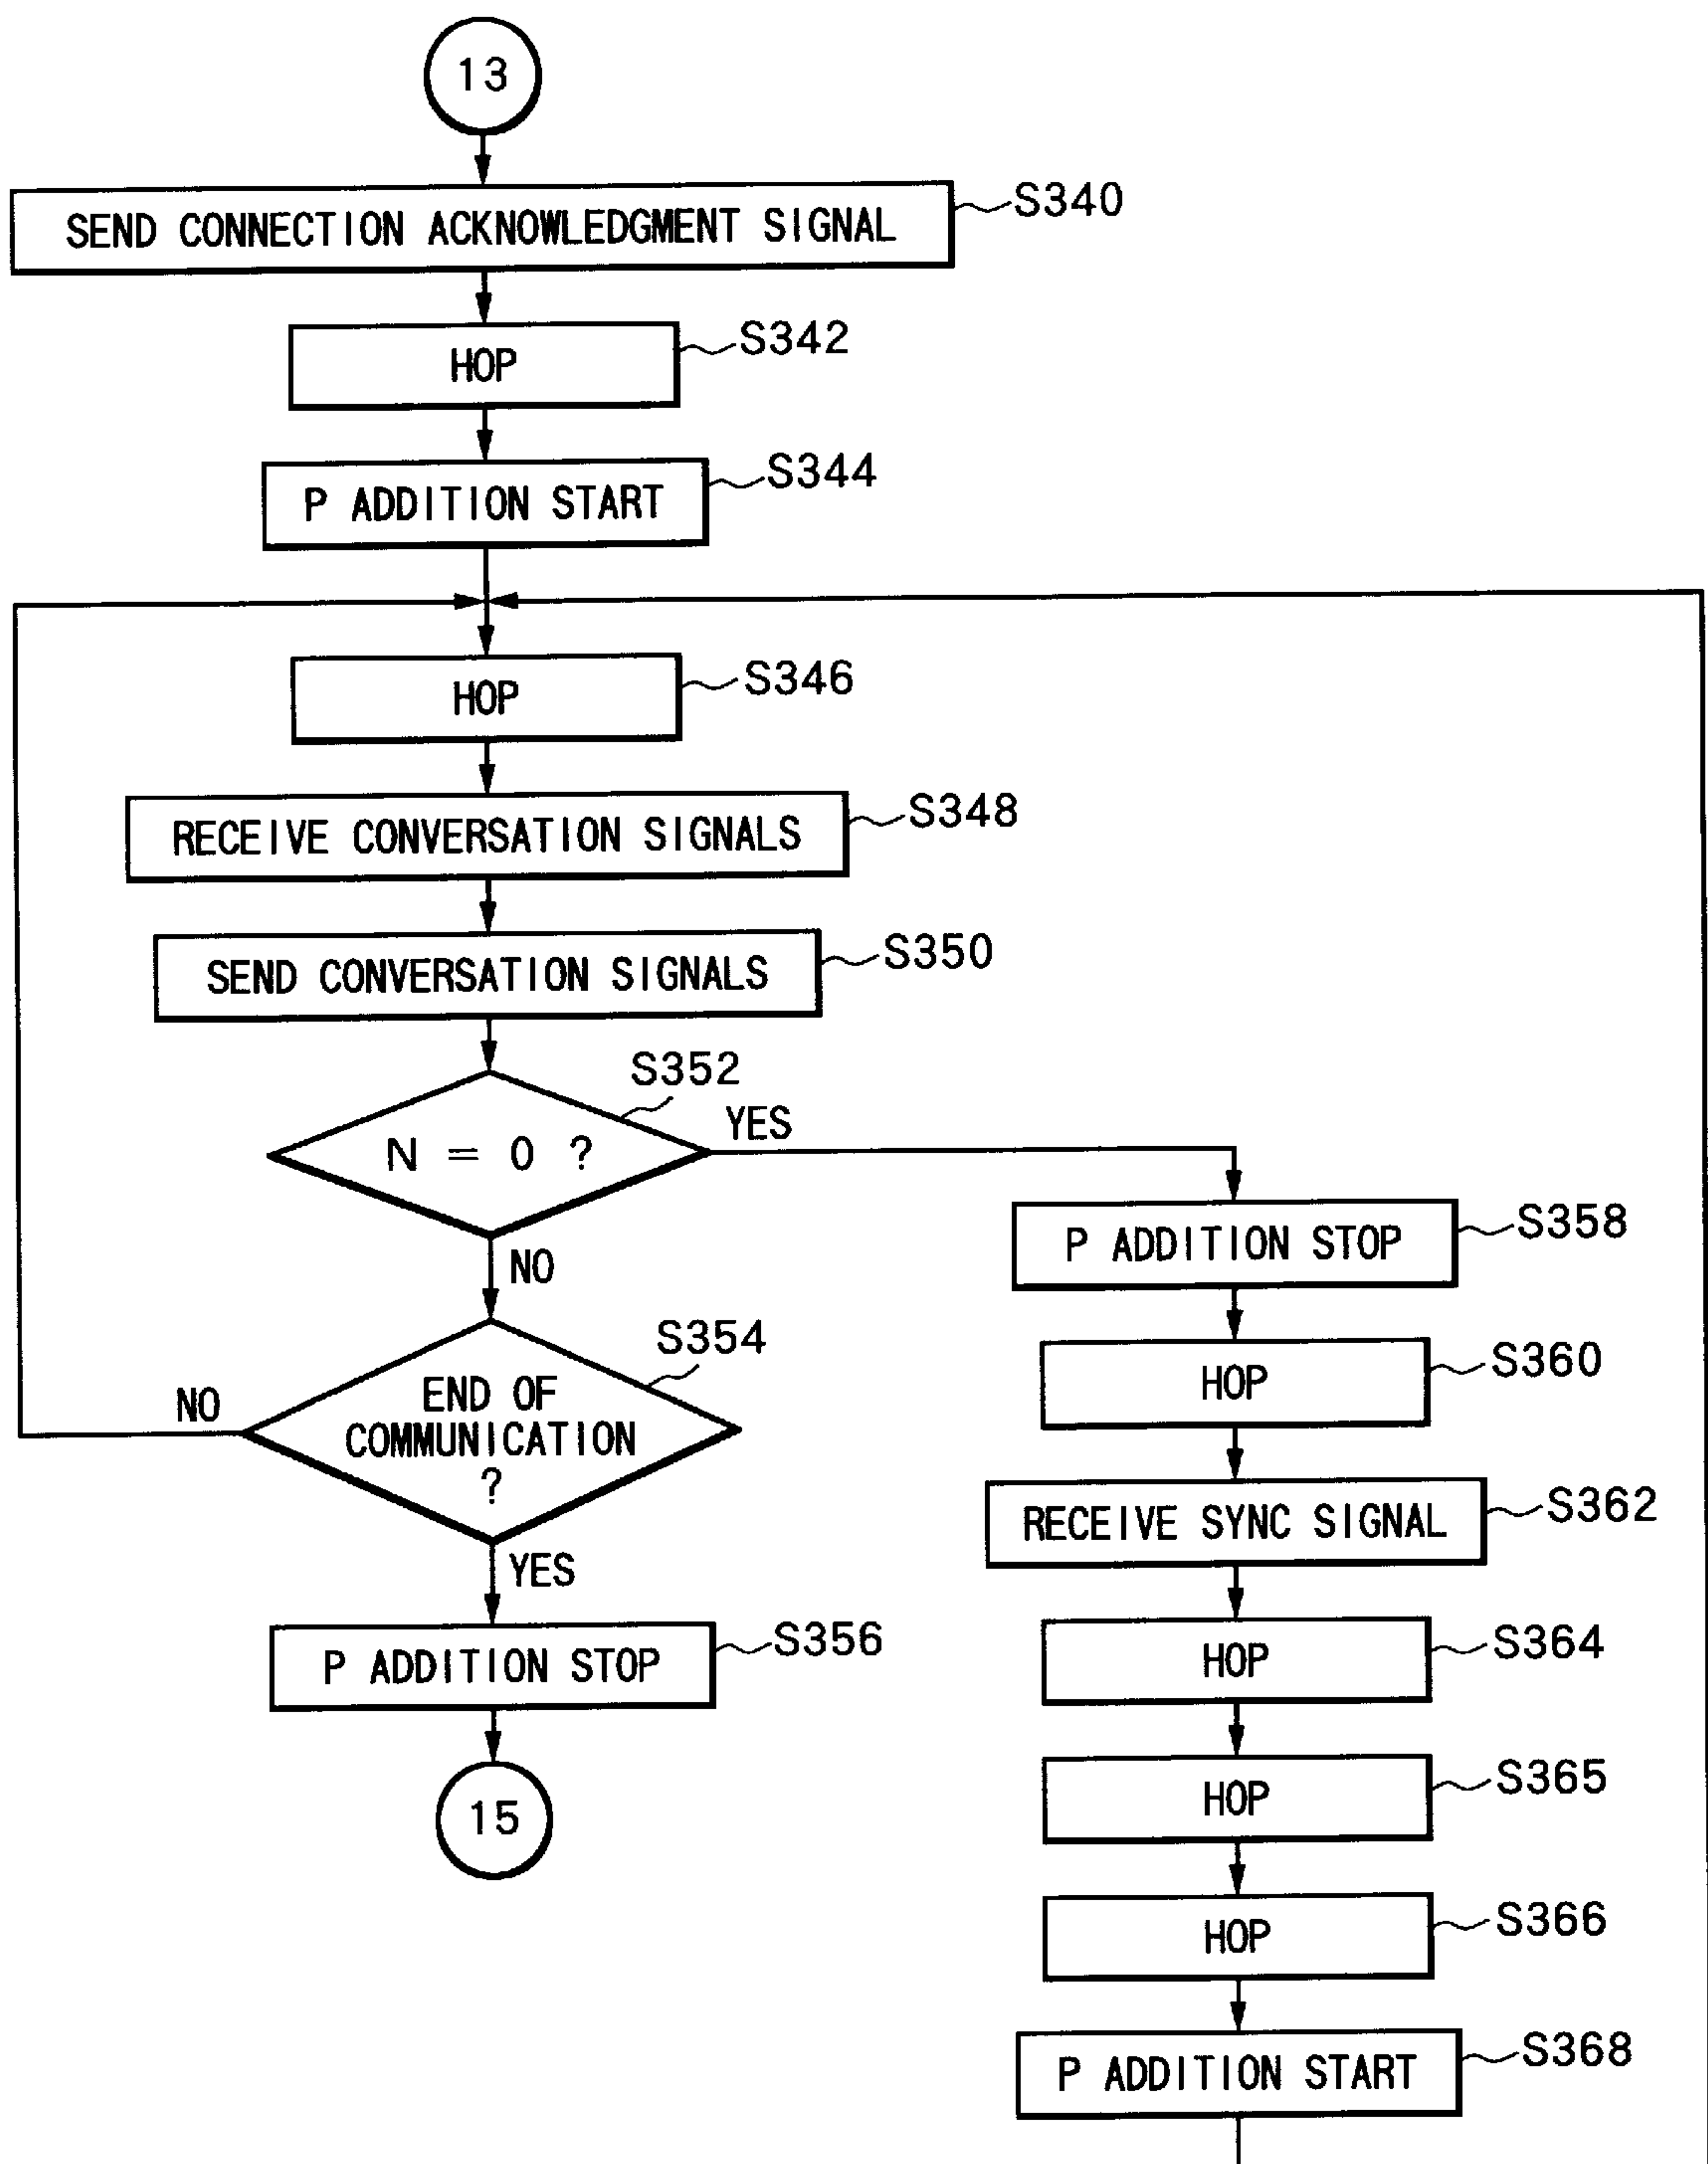 13
SEND CONNECTION ACKNOWLEDGMENT SIGNAL
S340
HOP
S342
P ADDITION START
S344
HOP
S346
RECEIVE CONVERSATION SIGNALS
S348
SEND CONVERSATION SIGNALS
S350
S352
N = 0 ?
YES
NO
S354
END OF
COMMUNICATION
?
NO
YES
P ADDITION STOP
S356
15
P ADDITION STOP
S358
HOP
S360
RECEIVE SYNC SIGNAL
S362
HOP
S364
HOP
S365
HOP
S366
P ADDITION START
S368